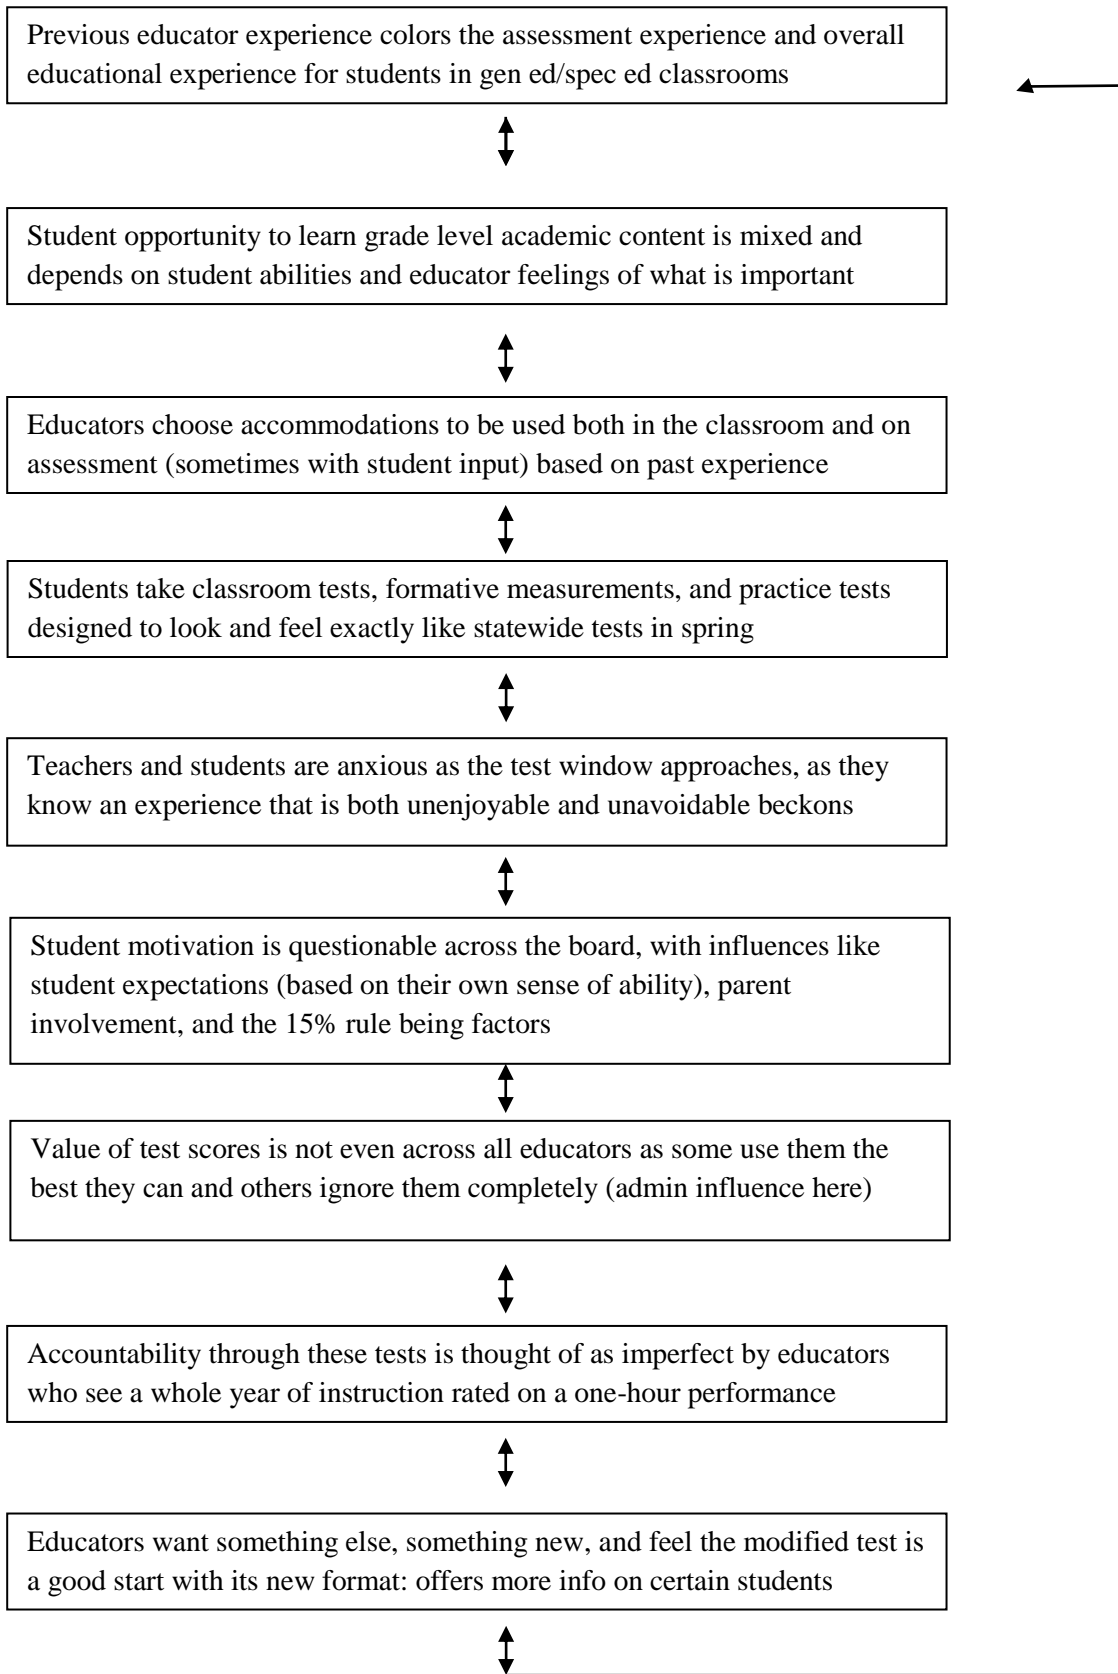 Previous educator experience colors the assessment experience and overall
educational experience for students in gen ed/spec ed classrooms
Student opportunity to learn grade level academic content is mixed and
depends on student abilities and educator feelings of what is important
Educators choose accommodations to be used both in the classroom and on
assessment (sometimes with student input) based on past experience
Students take classroom tests, formative measurements, and practice tests
designed to look and feel exactly like statewide tests in spring
Teachers and students are anxious as the test window approaches, as they
know an experience that is both unenjoyable and unavoidable beckons
Student motivation is questionable across the board, with influences like
student expectations (based on their own sense of ability), parent
involvement, and the 15% rule being factors
Value of test scores is not even across all educators as some use them the
best they can and others ignore them completely (admin influence here)
Accountability through these tests is thought of as imperfect by educators
who see a whole year of instruction rated on a one-hour performance
Educators want something else, something new, and feel the modified test is
a good start with its new format: offers more info on certain students